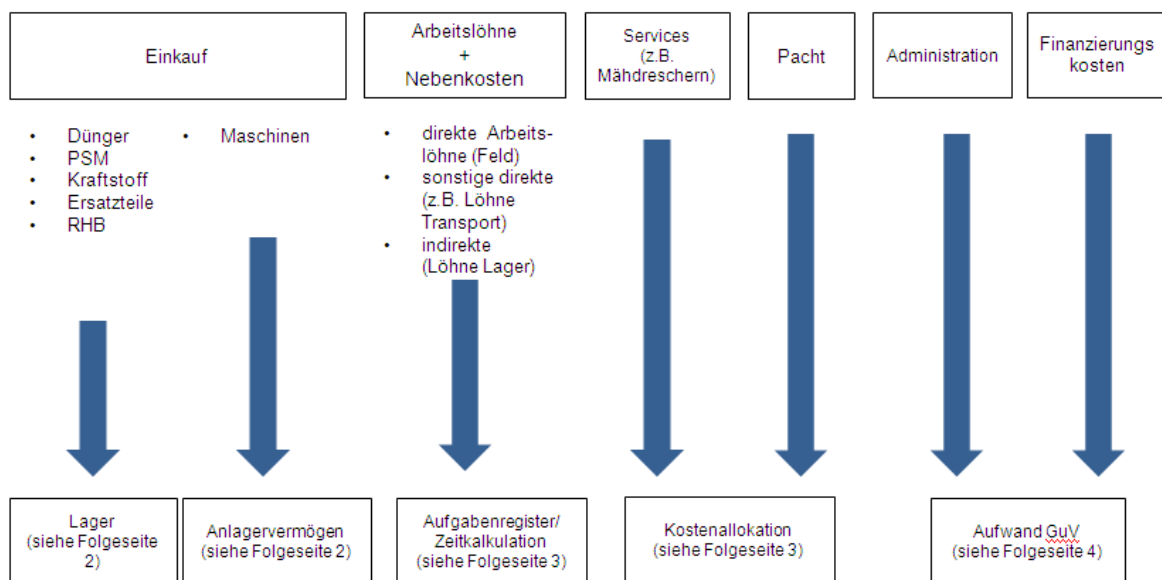 Einkauf
Arbeitslöhne
+
Nebenkosten
Services
(z.B.
Mähdreschern)
Pacht
Administration
Finanzierungs
kosten
• Dünger
• PSM
• Kraftstoff
• Ersatzteile
• RHB
• Maschinen
• direkte Arbeits-
löhne (Feld)
• sonstige direkte
(z.B. Löhne
Transport)
• indirekte
(Löhne Lager)
Lager
(siehe Folgeseite
2)
Anlagervermögen
(siehe Folgeseite 2)
Aufgabenregister/
Zeitkalkulation
(siehe Folgeseite 3)
Kostenallokation
(siehe Folgeseite 3)
Aufwand GuV
(siehe Folgeseite 4)